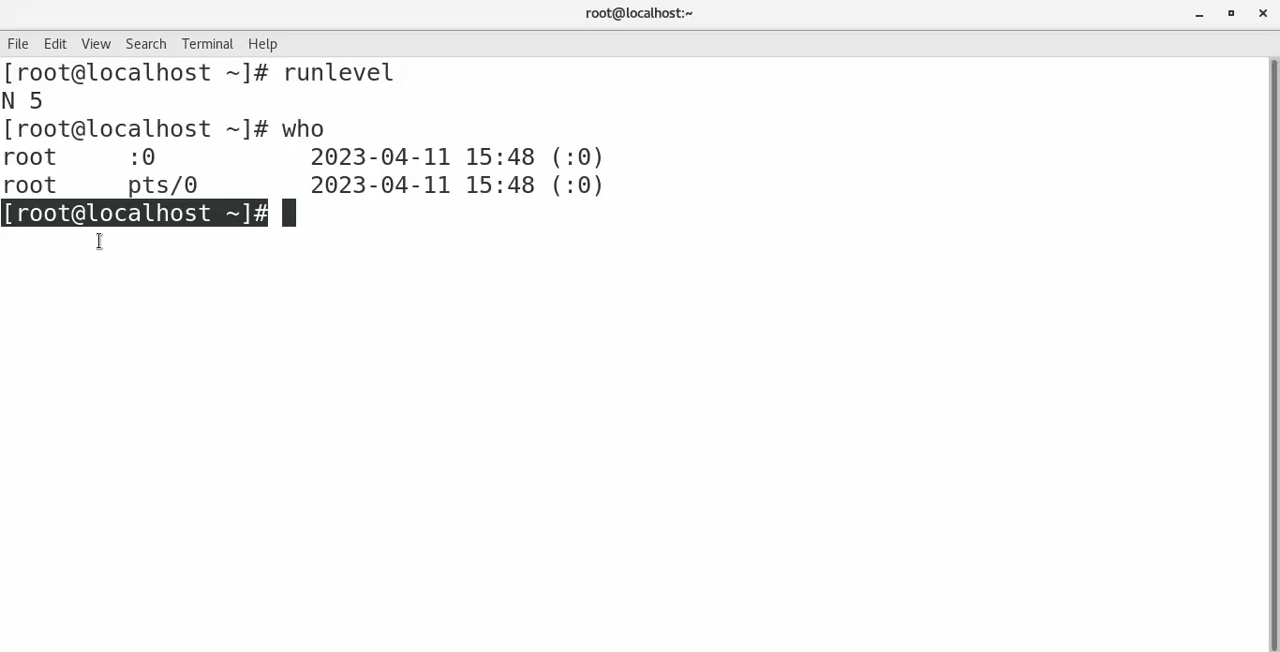 root@localhost:~
File Edit View Search Terminal Help
[root@localhost ~]# runlevel
N 5
[root@localhost ~]# who
root     :0           2023-04-11 15:48 (:0)
root     pts/0        2023-04-11 15:48 (:0)
[root@localhost ~]#